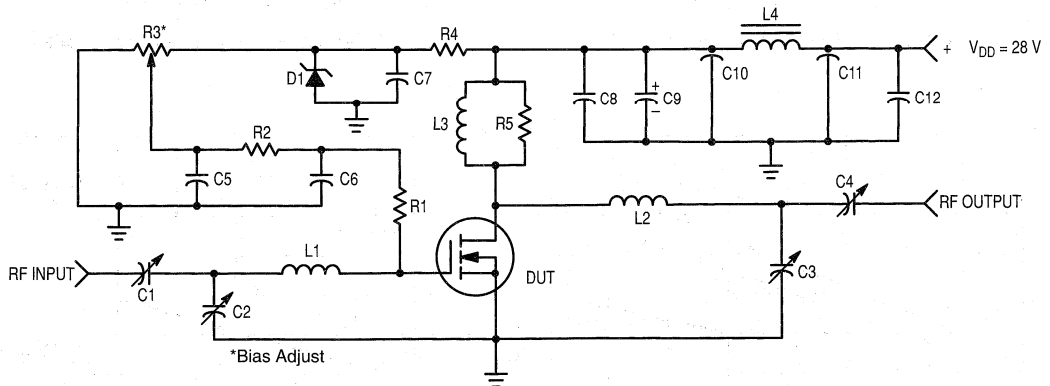 L4
R3*
R4
+ V_DD = 28 V
D1
C7
C10
C11
C8
+
C9
–
C12
L3
R5
R2
C5
C6
C4
RF OUTPUT
R1
L2
L1
RF INPUT
DUT
C3
C1
C2
*Bias Adjust